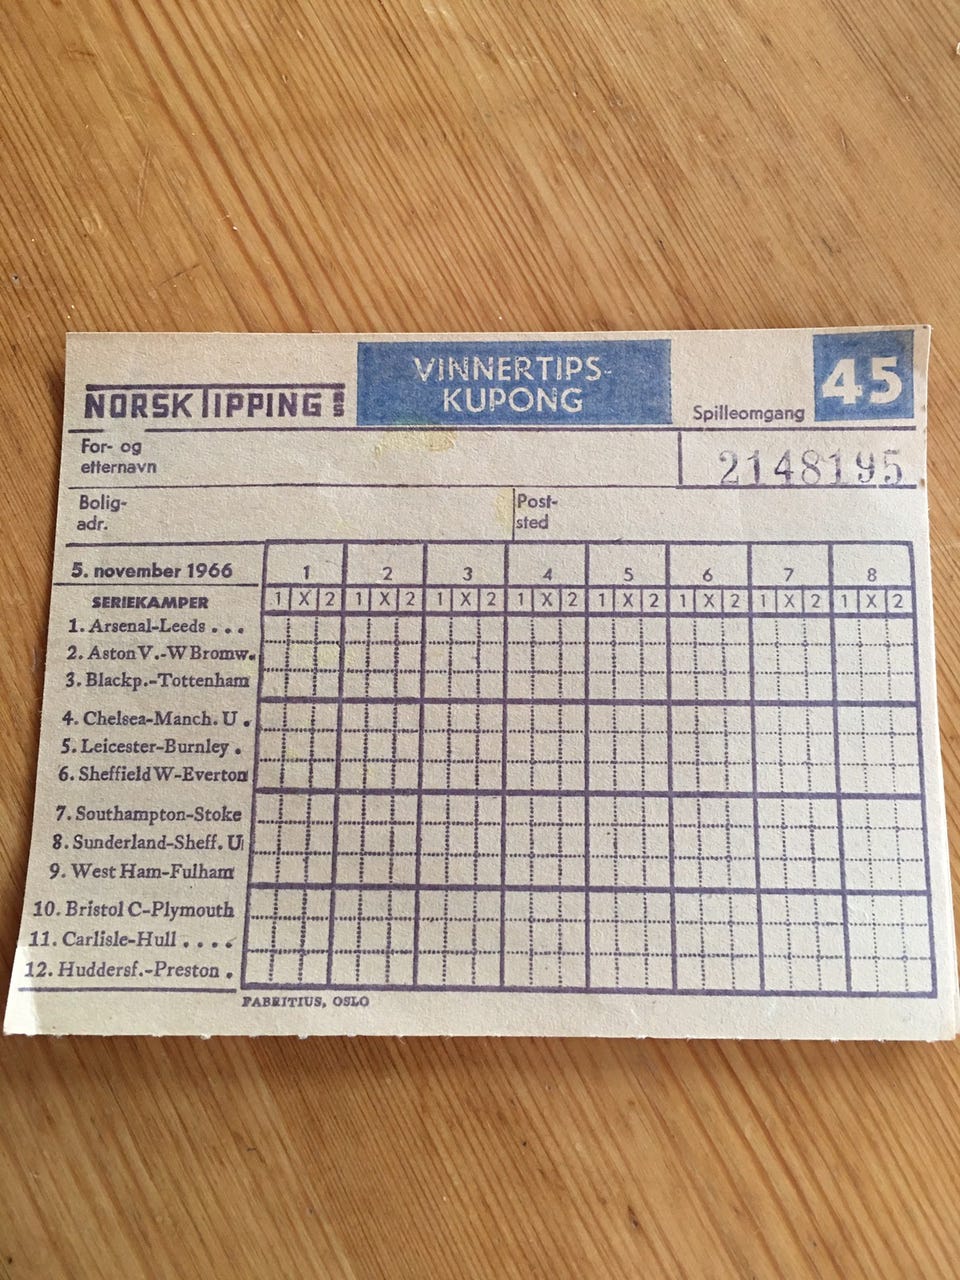 NORSK TIPPING A/S
VINNERTIPS-
KUPONG
Spilleomgang 45
For- og
etternavn
2148195
Bolig-
adr.
Post-
sted
5. november 1966
1 2 3 4 5 6 7 8
SERIEKAMPER
1 X 2 1 X 2 1 X 2 1 X 2 1 X 2 1 X 2 1 X 2 1 X 2
1. Arsenal-Leeds . . .
2. Aston V.-W Bromw.
3. Blackp.-Tottenham
4. Chelsea-Manch. U .
5. Leicester-Burnley .
6. Sheffield W-Everton
7. Southampton-Stoke
8. Sunderland-Sheff. U
9. West Ham-Fulham
10. Bristol C-Plymouth
11. Carlisle-Hull . . . .
12. Huddersf.-Preston .
FABRITIUS, OSLO